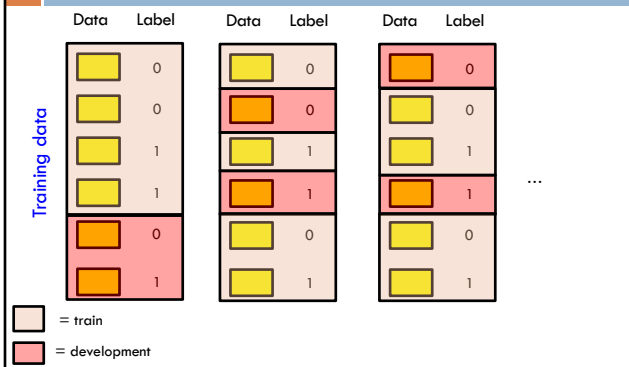 Data Label Data Label Data Label
Training data
0 0 0
0 0 0
1 1 1
1 1 1
...
0 0 0
1 1 1
= train
= development